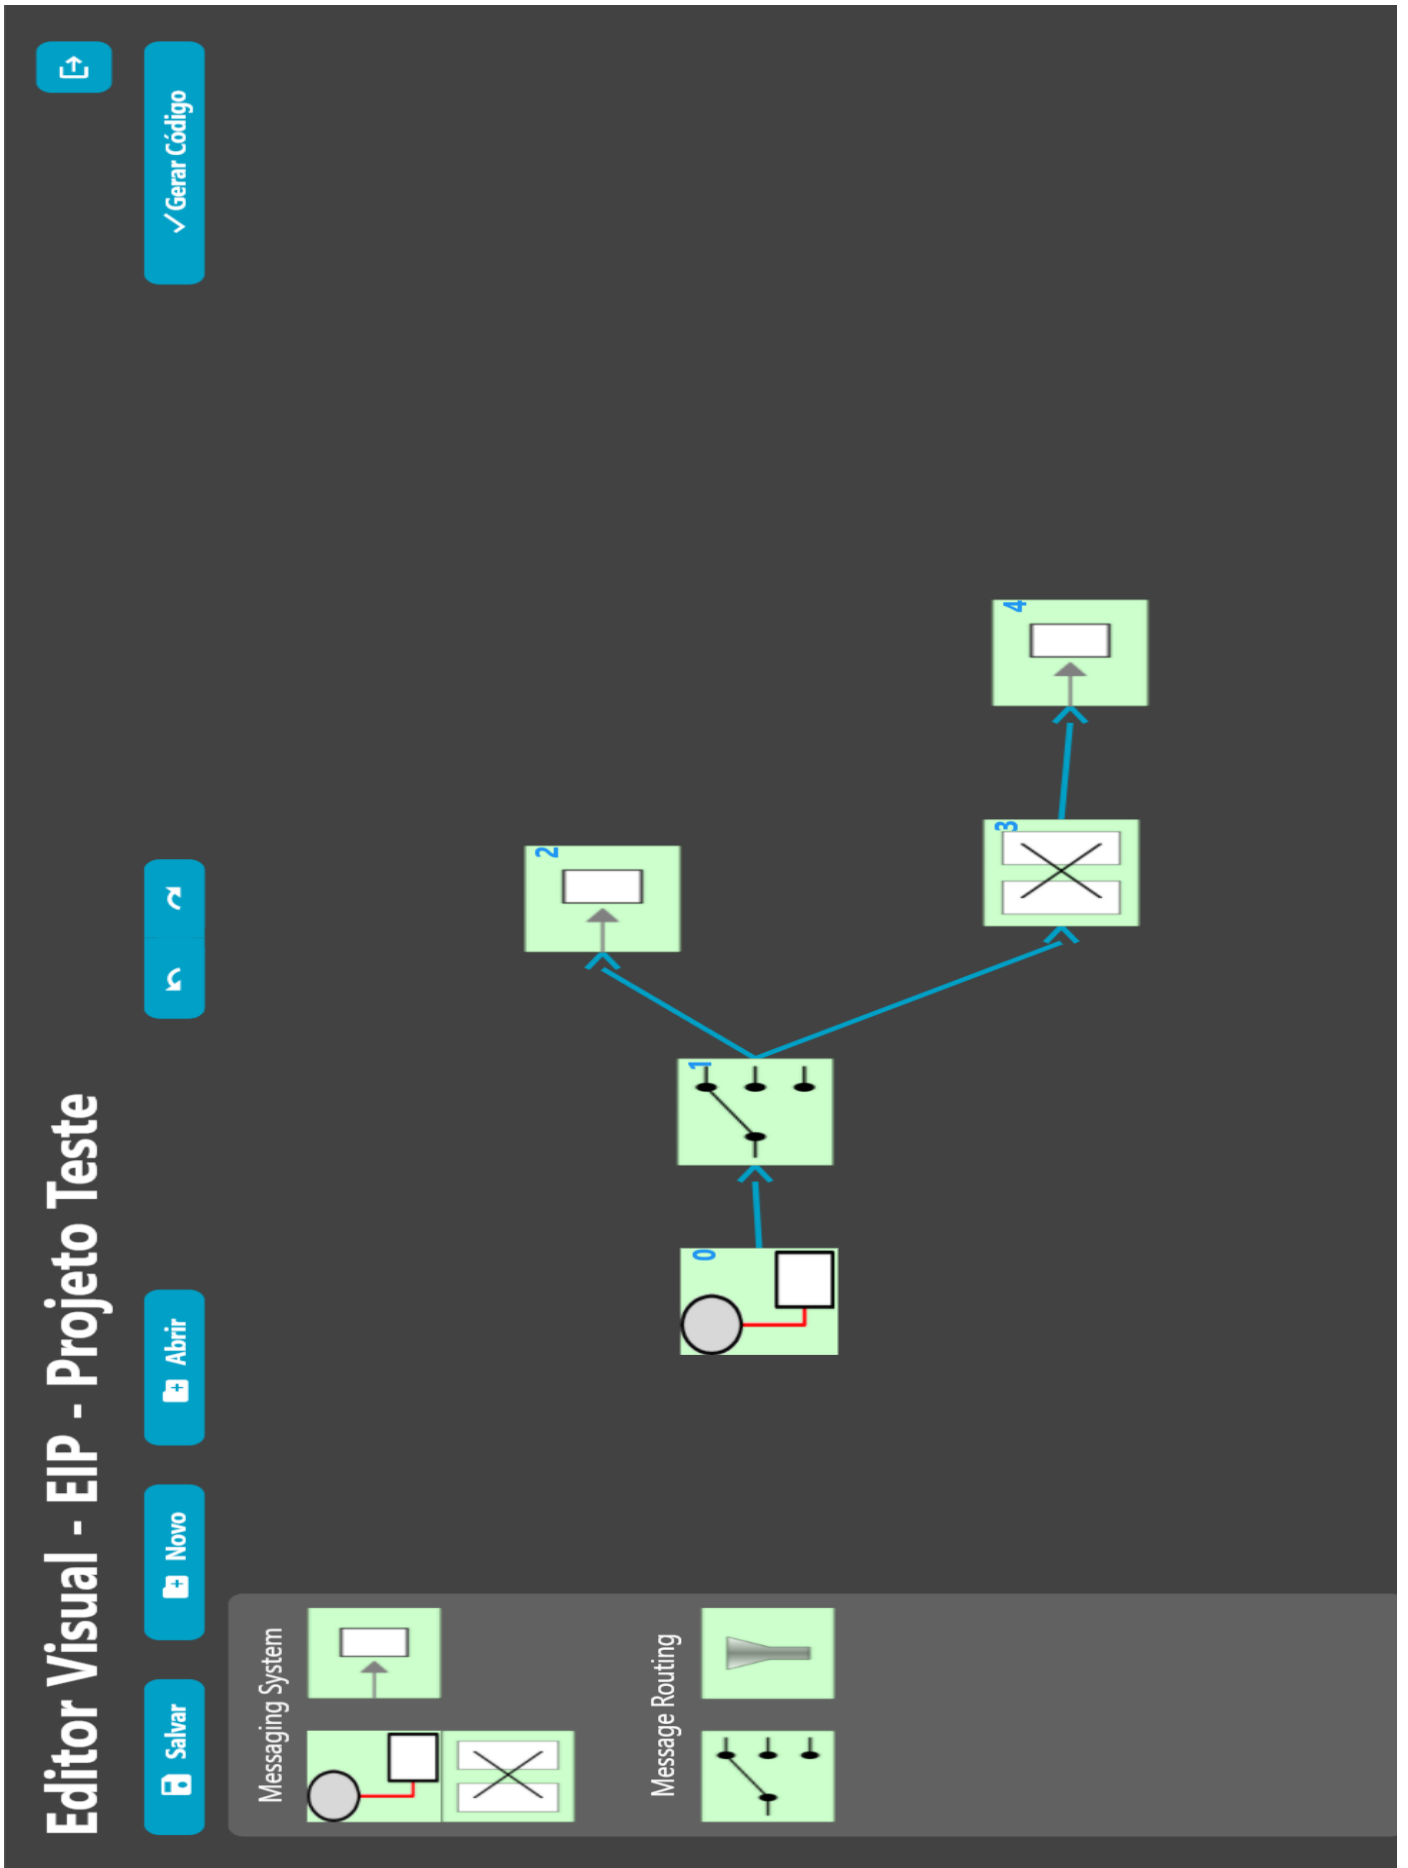 Editor Visual - EIP - Projeto Teste
Salvar
Novo
Abrir
Gerar Código
Messaging System
Message Routing
0
1
2
3
4